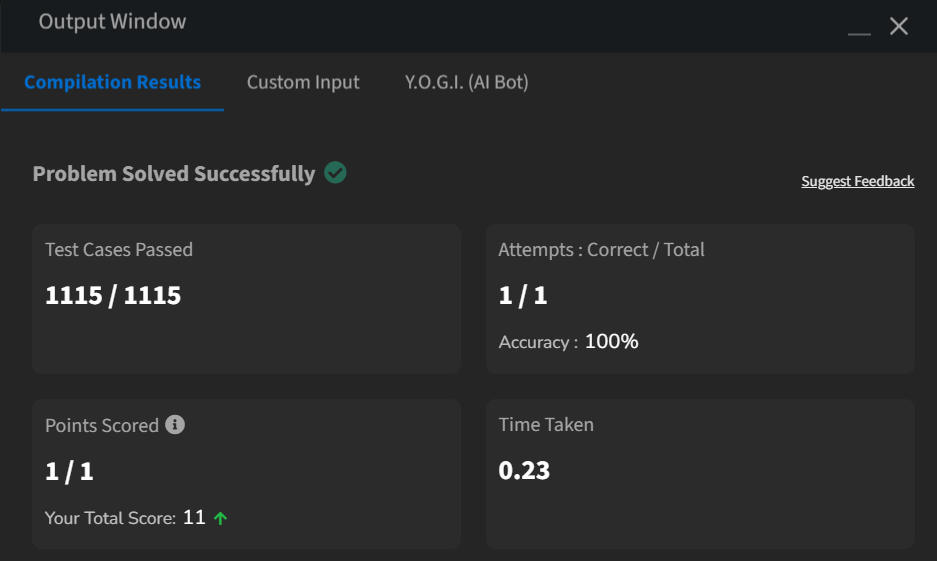 Output Window
Compilation Results Custom Input Y.O.G.I. (AI Bot)
Problem Solved Successfully
Suggest Feedback
Test Cases Passed
1115 / 1115
Attempts : Correct / Total
1 / 1
Accuracy : 100%
Points Scored
1 / 1
Your Total Score: 11
Time Taken
0.23